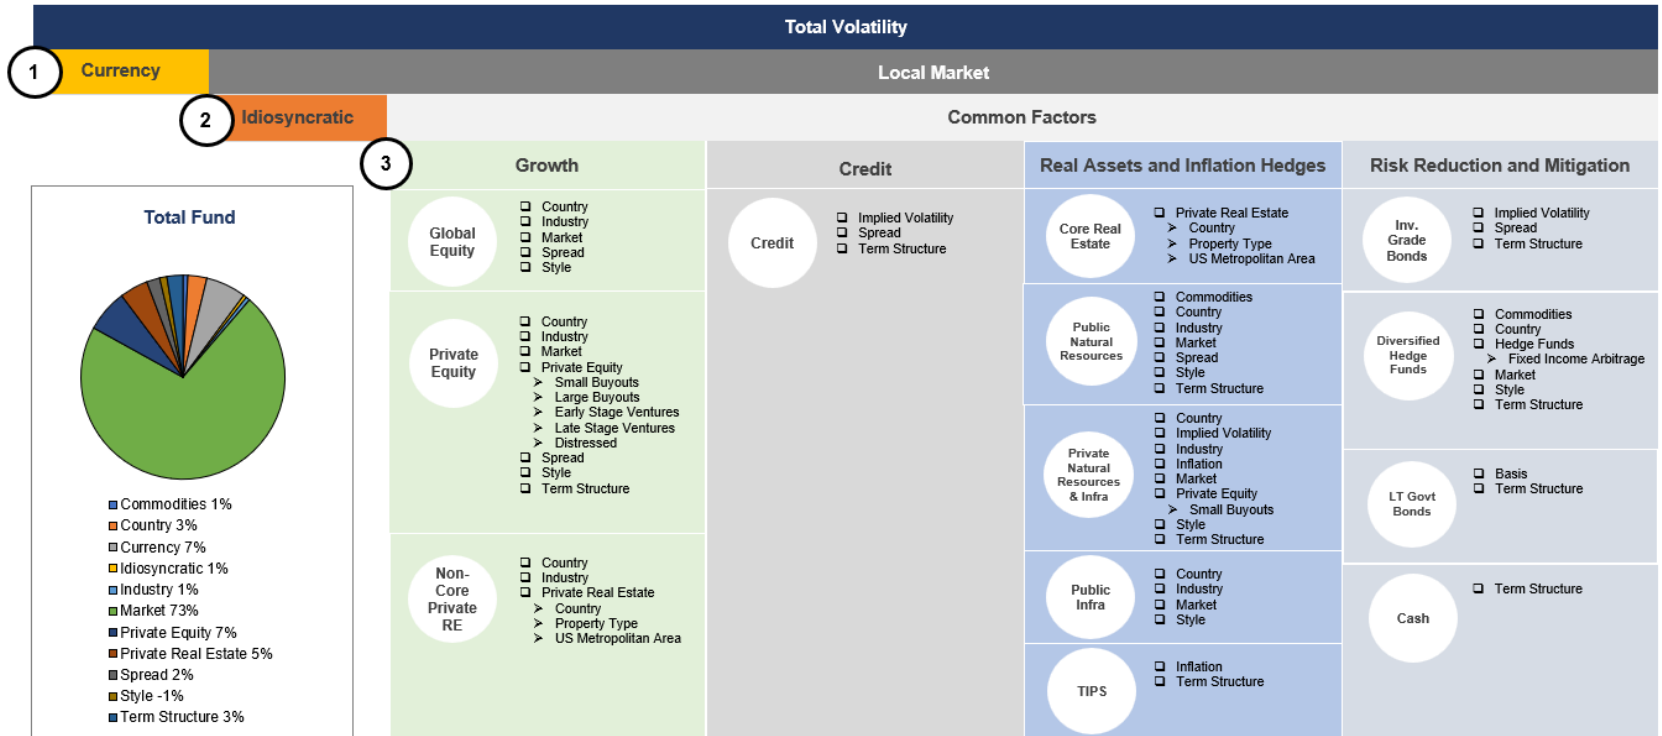 Total Volatility
1
Currency
Local Market
2
Idiosyncratic
Common Factors
3
Growth
Credit
Real Assets and Inflation Hedges
Risk Reduction and Mitigation
Total Fund
Commodities 1%
Country 3%
Currency 7%
Idiosyncratic 1%
Industry 1%
Market 73%
Private Equity 7%
Private Real Estate 5%
Spread 2%
Style -1%
Term Structure 3%
Global
Equity
Country
Industry
Market
Spread
Style
Private
Equity
Country
Industry
Market
Private Equity
Small Buyouts
Large Buyouts
Early Stage Ventures
Late Stage Ventures
Distressed
Spread
Style
Term Structure
Non-
Core
Private
RE
Country
Industry
Private Real Estate
Country
Property Type
US Metropolitan Area
Credit
Implied Volatility
Spread
Term Structure
Core Real
Estate
Private Real Estate
Country
Property Type
US Metropolitan Area
Public
Natural
Resources
Commodities
Country
Industry
Market
Spread
Style
Term Structure
Private
Natural
Resources
& Infra
Country
Implied Volatility
Industry
Inflation
Market
Private Equity
Small Buyouts
Style
Term Structure
Public
Infra
Country
Industry
Market
Style
TIPS
Inflation
Term Structure
Inv.
Grade
Bonds
Implied Volatility
Spread
Term Structure
Diversified
Hedge
Funds
Commodities
Country
Hedge Funds
Fixed Income Arbitrage
Market
Style
Term Structure
LT Govt
Bonds
Basis
Term Structure
Cash
Term Structure